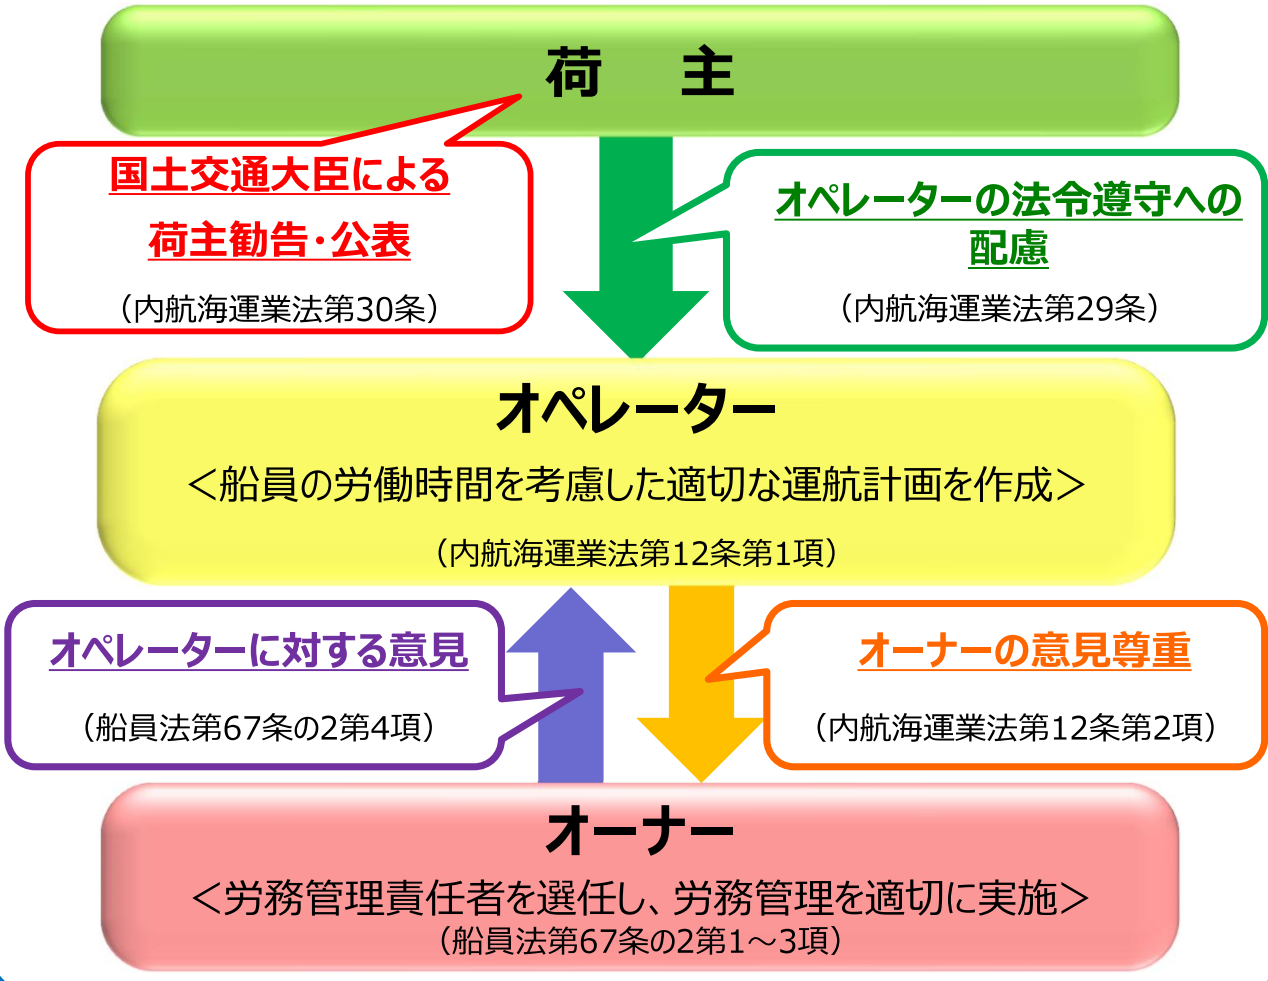 荷　主
国土交通大臣による
荷主勧告・公表
（内航海運業法第30条）
オペレーターの法令遵守への
配慮
（内航海運業法第29条）
オペレーター
＜船員の労働時間を考慮した適切な運航計画を作成＞
（内航海運業法第12条第1項）
オペレーターに対する意見
（船員法第67条の2第4項）
オーナーの意見尊重
（内航海運業法第12条第2項）
オーナー
＜労務管理責任者を選任し、労務管理を適切に実施＞
（船員法第67条の2第1～3項）